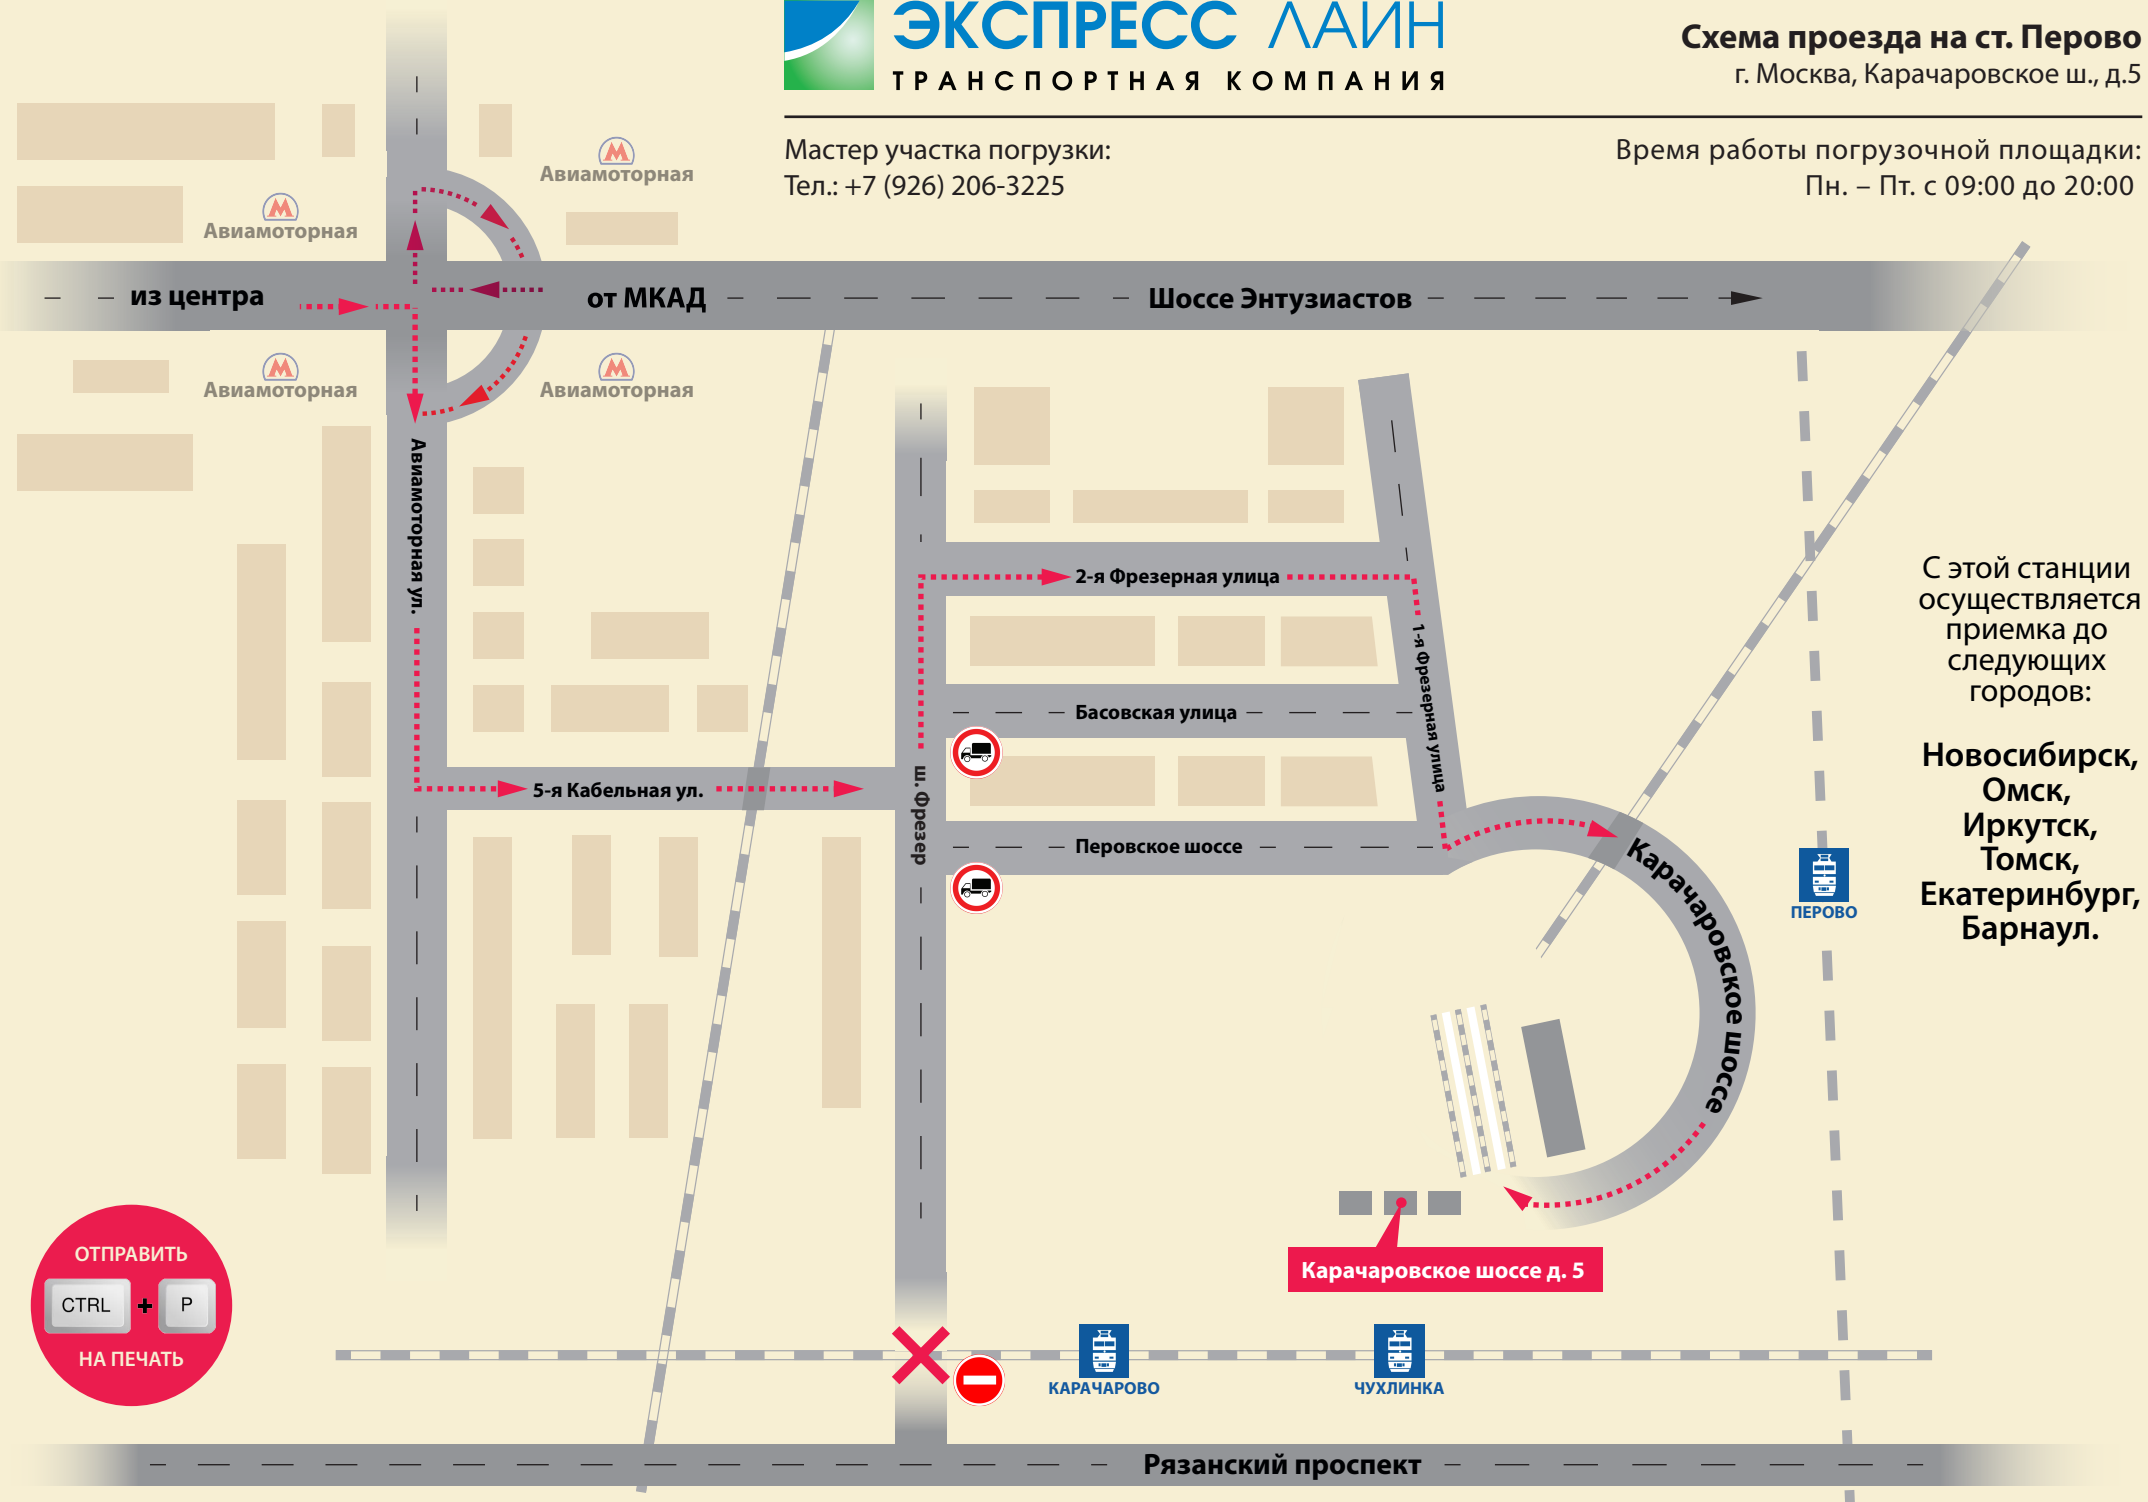 ЭКСПРЕСС ЛАЙН
ТРАНСПОРТНАЯ КОМПАНИЯ
Схема проезда на ст. Перово
г. Москва, Карачаровское ш., д.5
Мастер участка погрузки:
Тел.: +7 (926) 206-3225
Время работы погрузочной площадки:
Пн. – Пт. с 09:00 до 20:00
Авиамоторная
Авиамоторная
из центра
от МКАД
Шоссе Энтузиастов
Авиамоторная
Авиамоторная
Авиамоторная ул.
2-я Фрезерная улица
1-я Фрезерная улица
Басовская улица
5-я Кабельная ул.
ш. Фрезер
Перовское шоссе
Карачаровское шоссе
ПЕРОВО
С этой станции
осуществляется
приемка до
следующих
городов:
Новосибирск,
Омск,
Иркутск,
Томск,
Екатеринбург,
Барнаул.
Карачаровское шоссе д. 5
ОТПРАВИТЬ
CTRL + P
НА ПЕЧАТЬ
КАРАЧАРОВО
ЧУХЛИНКА
Рязанский проспект